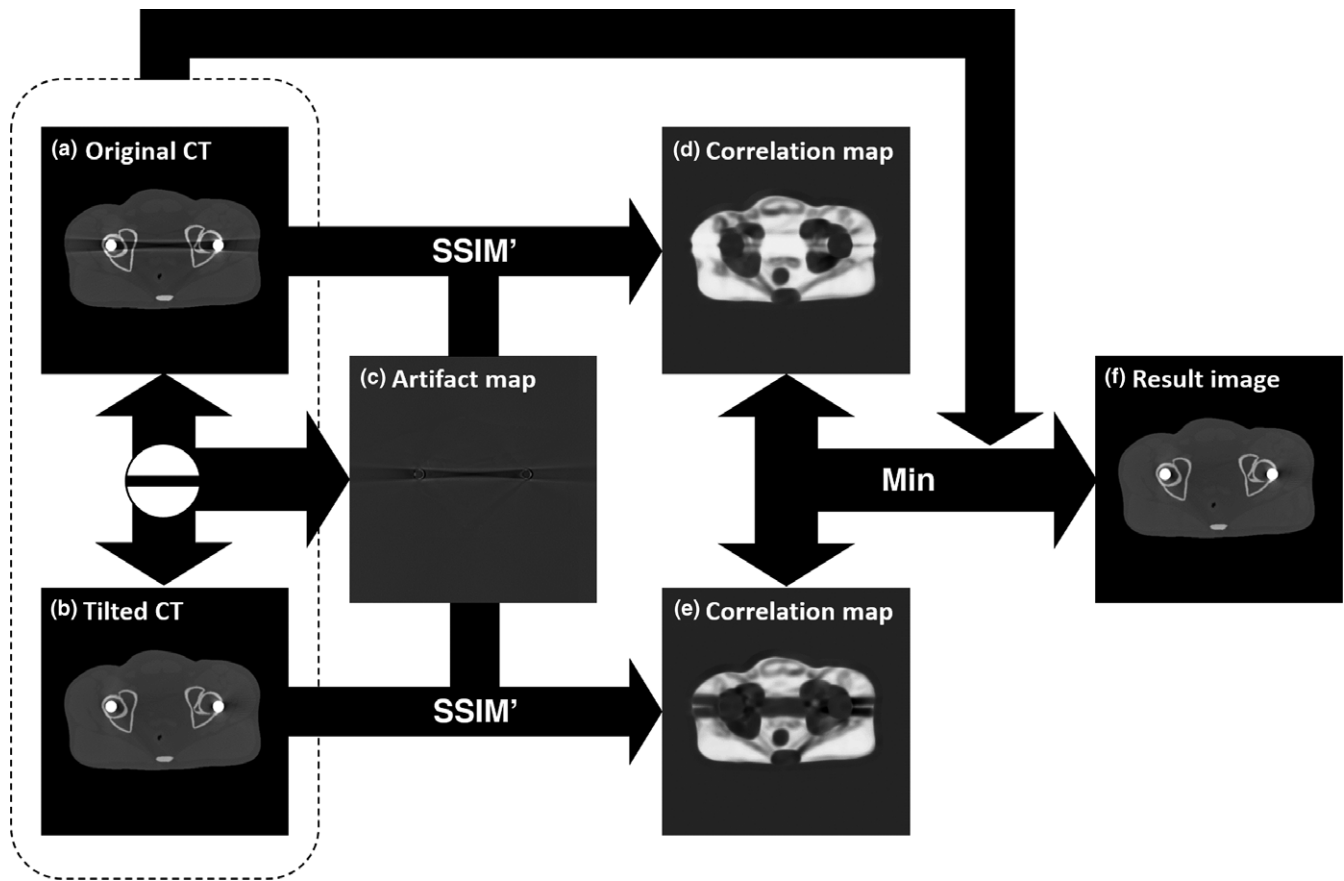 (a) Original CT
SSIM’
(d) Correlation map
(c) Artifact map
(f) Result image
Min
(b) Tilted CT
SSIM’
(e) Correlation map